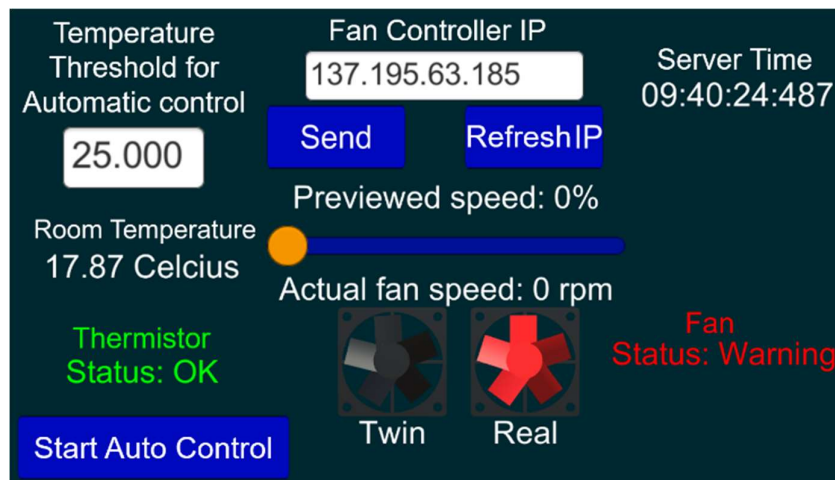 Temperature
Threshold for
Automatic control
25.000
Fan Controller IP
137.195.63.185
Send
RefreshIP
Server Time
09:40:24:487
Previewed speed: 0%
Room Temperature
17.87 Celcius
Actual fan speed: 0 rpm
Thermistor
Status: OK
Fan
Status: Warning
Twin
Real
Start Auto Control